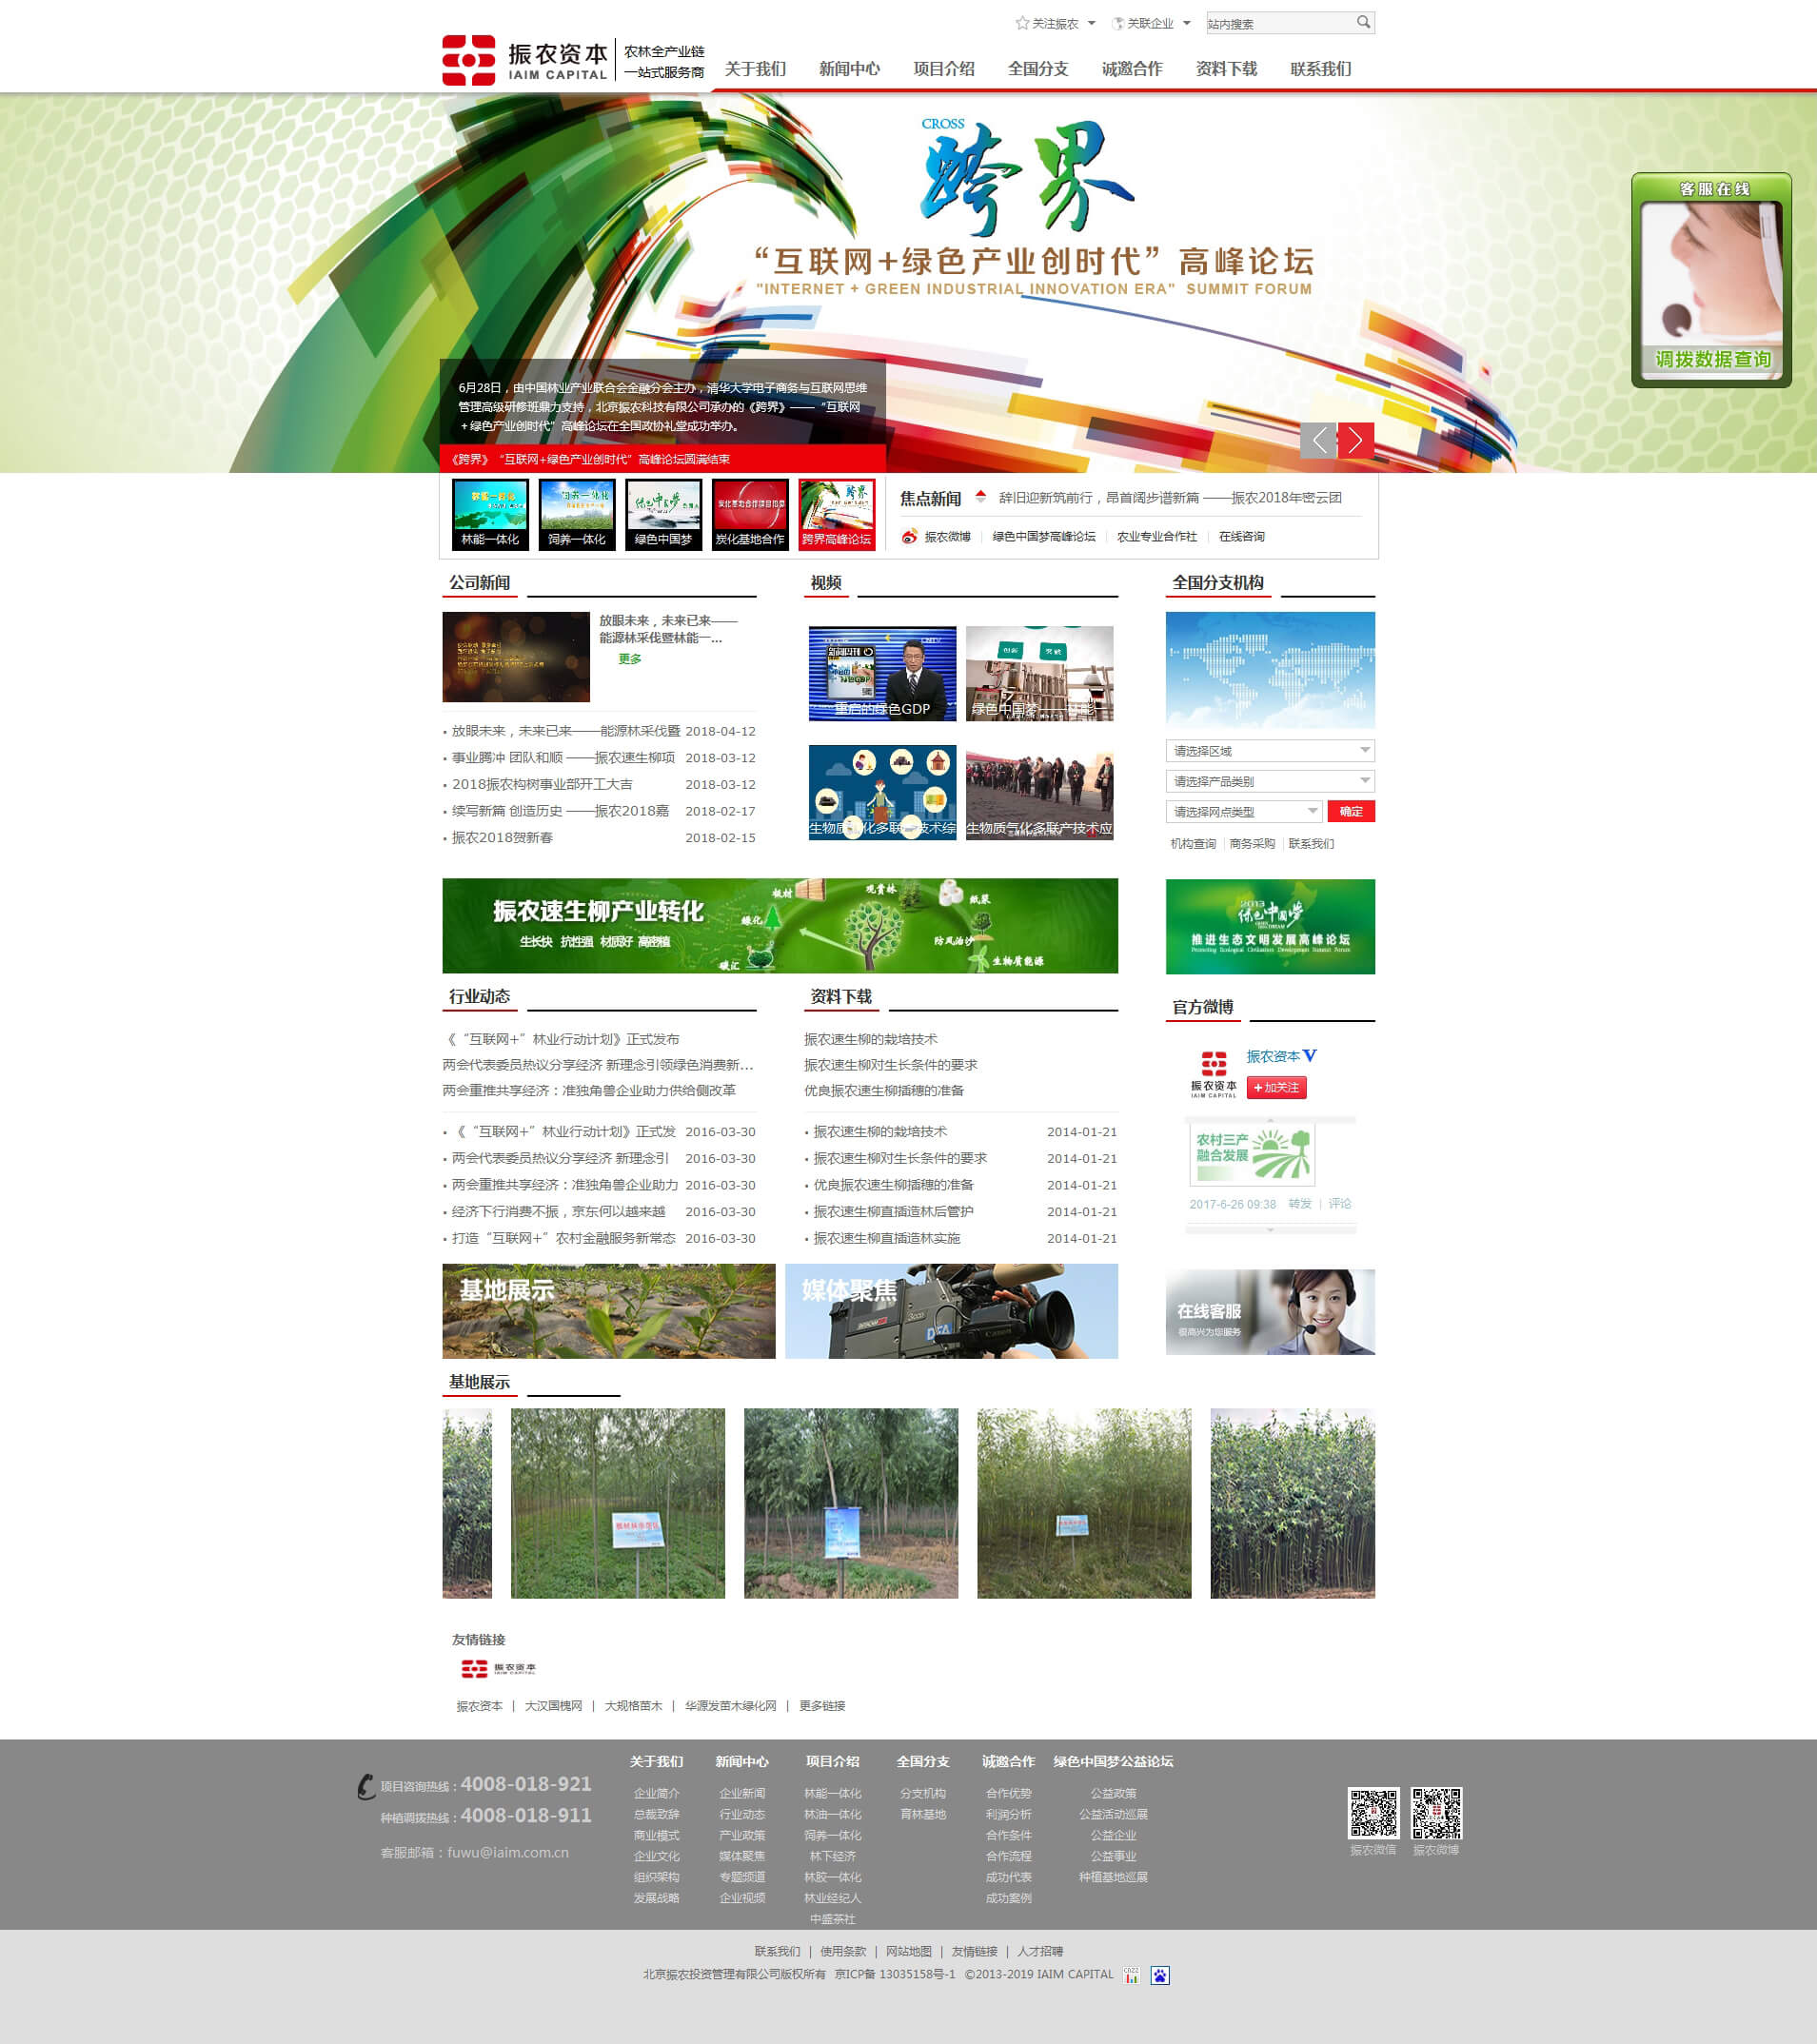 关注振农
关联企业
站内搜索
振农资本
IAIM CAPITAL
农林全产业链
一站式服务商
关于我们
新闻中心
项目介绍
全国分支
诚邀合作
资料下载
联系我们
CROSS
跨界
“互联网+绿色产业创时代”高峰论坛
"INTERNET + GREEN INDUSTRIAL INNOVATION ERA" SUMMIT FORUM
客服在线
调拨数据查询
6月28日，由中国林业产业联合会金融分会主办，清华大学电子商务与互联网思维
管理高级研修班鼎力支持，北京振农科技有限公司承办的《跨界》——“互联网
+绿色产业创时代”高峰论坛在全国政协礼堂成功举办。
《跨界》“互联网+绿色产业创时代”高峰论坛圆满结束
林能一体化
饲养一体化
绿色中国梦
炭化基地合作
跨界高峰论坛
焦点新闻
辞旧迎新筑前行，昂首阔步谱新篇 ——振农2018年密云团
振农微博
绿色中国梦高峰论坛
农业专业合作社
在线咨询
公司新闻
放眼未来，未来已来——
能源林采伐暨林能一...
更多
放眼未来，未来已来——能源林采伐暨 2018-04-12
事业腾冲 团队和顺 ——振农速生柳项 2018-03-12
2018振农构树事业部开工大吉 2018-03-12
续写新篇 创造历史 ——振农2018嘉 2018-02-17
振农2018贺新春 2018-02-15
视频
重启的绿色GDP
绿色中国梦——林能一
生物质气化多联产技术综
生物质气化多联产技术应
全国分支机构
请选择区域
请选择产品类别
请选择网点类型
确定
机构查询
商务采购
联系我们
振农速生柳产业转化
生长快 抗性强 材质好 高密植
板材
观赏林
纸浆
绿化
防风治沙
碳汇
生物质能源
2013
绿色中国梦
推进生态文明发展高峰论坛
行业动态
《“互联网+”林业行动计划》正式发布
两会代表委员热议分享经济 新理念引领绿色消费新...
两会重推共享经济：准独角兽企业助力供给侧改革
《“互联网+”林业行动计划》正式发 2016-03-30
两会代表委员热议分享经济 新理念引 2016-03-30
两会重推共享经济：准独角兽企业助力 2016-03-30
经济下行消费不振，京东何以越来越 2016-03-30
打造“互联网+”农村金融服务新常态 2016-03-30
资料下载
振农速生柳的栽培技术
振农速生柳对生长条件的要求
优良振农速生柳插穗的准备
振农速生柳的栽培技术 2014-01-21
振农速生柳对生长条件的要求 2014-01-21
优良振农速生柳插穗的准备 2014-01-21
振农速生柳直插造林后管护 2014-01-21
振农速生柳直插造林实施 2014-01-21
官方微博
振农资本
IAIM CAPITAL
振农资本V
+加关注
农村三产
融合发展
2017-6-26 09:38 转发 | 评论
基地展示
媒体聚焦
在线客服
很高兴为您服务
基地展示
友情链接
振农资本
IAIM CAPITAL
振农资本 | 大汉国槐网 | 大规格苗木 | 华源发苗木绿化网 | 更多链接
项目咨询热线：4008-018-921
种植调拨热线：4008-018-911
客服邮箱：fuwu@iaim.com.cn
关于我们
企业简介
总裁致辞
商业模式
企业文化
组织架构
发展战略
新闻中心
企业新闻
行业动态
产业政策
媒体聚焦
专题频道
企业视频
项目介绍
林能一体化
林油一体化
饲养一体化
林下经济
林胶一体化
林业经纪人
中盛茶社
全国分支
分支机构
育林基地
诚邀合作
合作优势
利润分析
合作条件
合作流程
成功代表
成功案例
绿色中国梦公益论坛
公益政策
公益活动巡展
公益企业
公益事业
种植基地巡展
振农微信
振农微博
联系我们 | 使用条款 | 网站地图 | 友情链接 | 人才招聘
北京振农投资管理有限公司版权所有 京ICP备 13035158号-1 ©2013-2019 IAIM CAPITAL